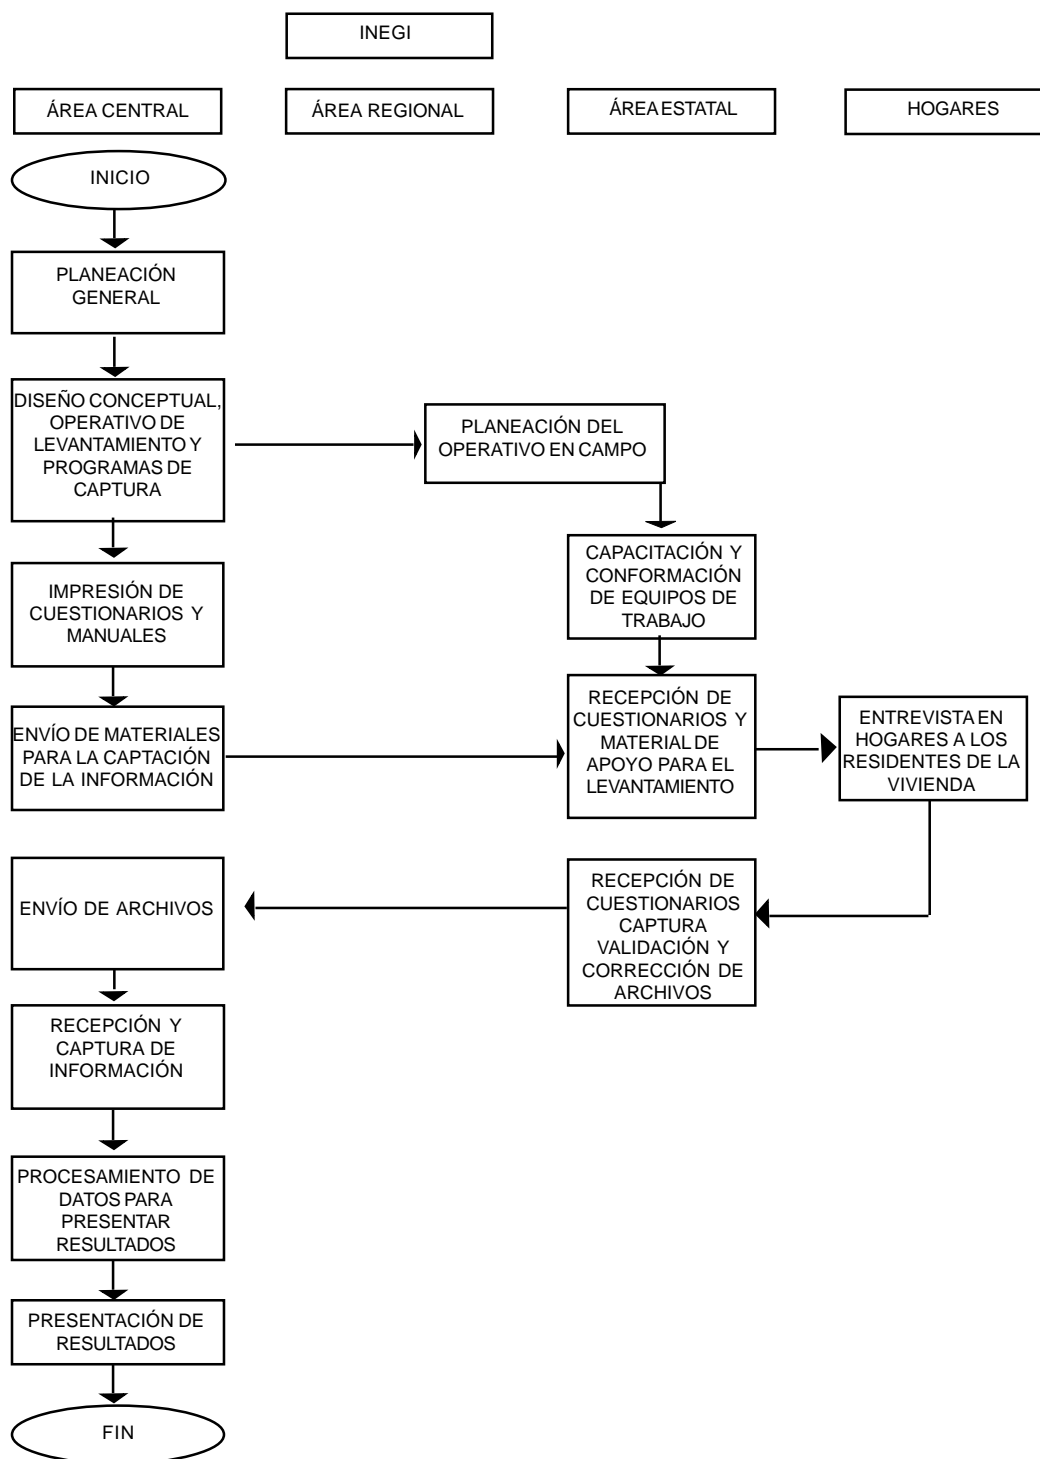 INEGI
ÁREA CENTRAL
ÁREA REGIONAL
ÁREA ESTATAL
HOGARES
INICIO
PLANEACIÓN
GENERAL
DISEÑO CONCEPTUAL,
OPERATIVO DE
LEVANTAMIENTO Y
PROGRAMAS DE
CAPTURA
PLANEACIÓN DEL
OPERATIVO EN CAMPO
CAPACITACIÓN Y
CONFORMACIÓN
DE EQUIPOS DE
TRABAJO
IMPRESIÓN DE
CUESTIONARIOS Y
MANUALES
ENVÍO DE MATERIALES
PARA LA CAPTACIÓN
DE LA INFORMACIÓN
RECEPCIÓN DE
CUESTIONARIOS Y
MATERIAL DE
APOYO PARA EL
LEVANTAMIENTO
ENTREVISTA EN
HOGARES A LOS
RESIDENTES DE LA
VIVIENDA
RECEPCIÓN DE
CUESTIONARIOS
CAPTURA
VALIDACIÓN Y
CORRECCIÓN DE
ARCHIVOS
ENVÍO DE ARCHIVOS
RECEPCIÓN Y
CAPTURA DE
INFORMACIÓN
PROCESAMIENTO DE
DATOS PARA
PRESENTAR
RESULTADOS
PRESENTACIÓN DE
RESULTADOS
FIN